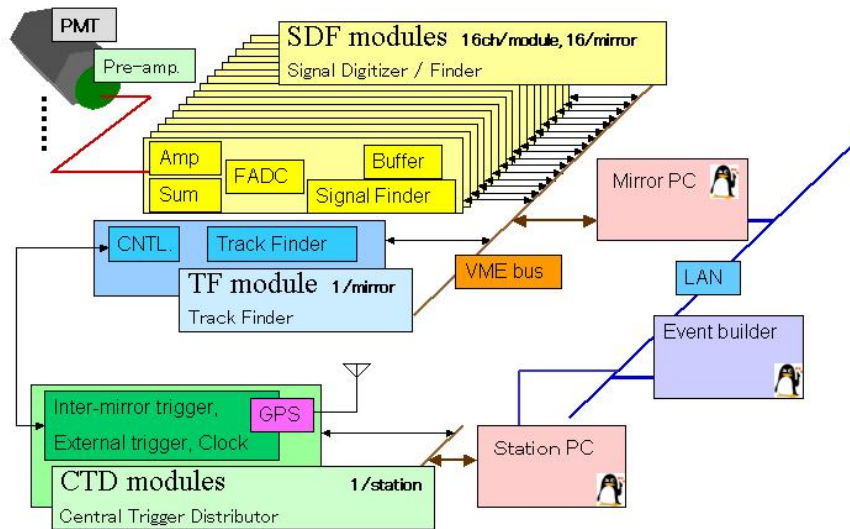 PMT
Pre-amp.
SDF modules 16ch/module, 16/mirror
Signal Digitizer / Finder
Amp
Sum
FADC
Buffer
Signal Finder
Mirror PC
CNTL.
Track Finder
TF module 1/mirror
Track Finder
VME bus
LAN
Event builder
Inter-mirror trigger,
External trigger, Clock
GPS
Station PC
CTD modules 1/station
Central Trigger Distributor